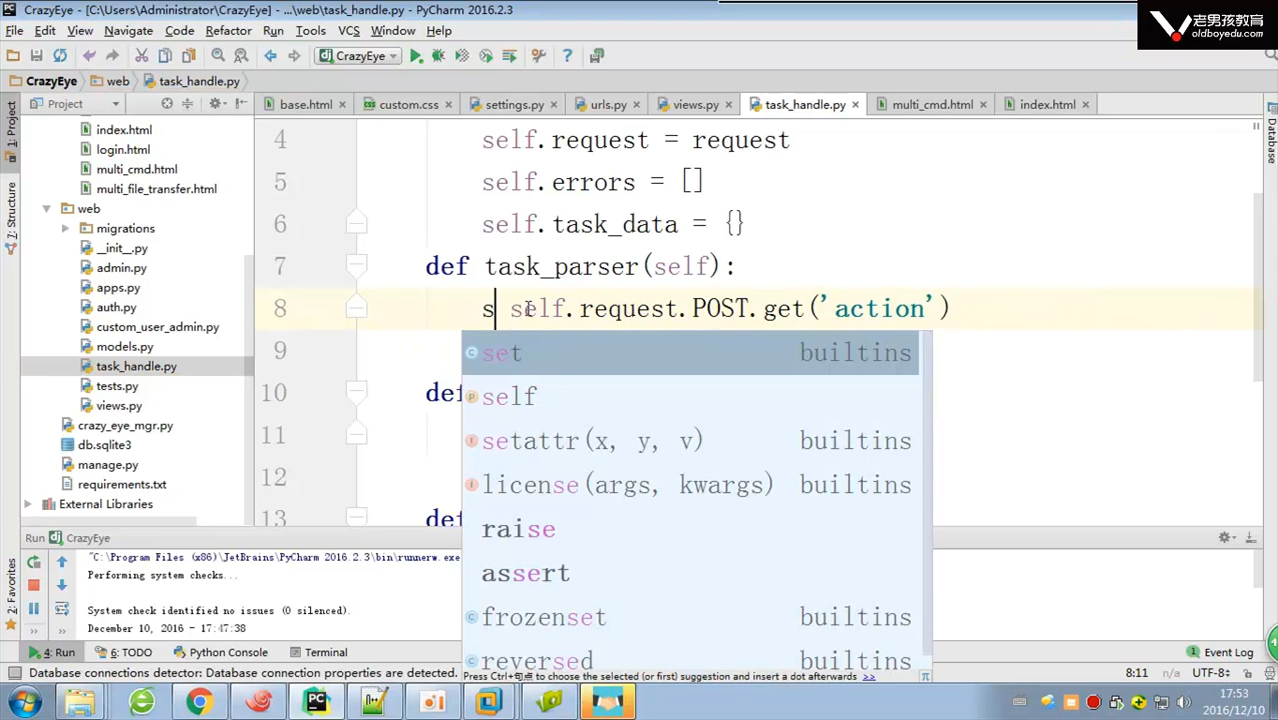 CrazyEye - [C:\Users\Administrator\CrazyEye] - ...\web\task_handle.py - PyCharm 2016.2.3
老男孩教育
oldboyedu.com
File Edit View Navigate Code Refactor Run Tools VCS Window Help
CrazyEye
CrazyEye web task_handle.py
1: Project
Project
base.html custom.css settings.py urls.py views.py task_handle.py multi_cmd.html index.html
Database
7: Structure
index.html
login.html
multi_cmd.html
multi_file_transfer.html
web
migrations
__init__.py
admin.py
apps.py
auth.py
custom_user_admin.py
models.py
task_handle.py
tests.py
views.py
crazy_eye_mgr.py
db.sqlite3
manage.py
requirements.txt
External Libraries
4 self.request = request
5 self.errors = []
6 self.task_data = {}
7 def task_parser(self):
8 s self.request.POST.get('action')
9
10 def
11
12
13 def
set builtins
self
setattr(x, y, v) builtins
license(args, kwargs) builtins
raise
assert
frozenset builtins
reversed builtins
Press Ctrl+句点 to choose the selected (or first) suggestion and insert a dot afterwards >>
Run CrazyEye
2: Favorites
"C:\Program Files (x86)\JetBrains\PyCharm 2016.2.3\bin\runnerw.exe
Performing system checks...
System check identified no issues (0 silenced).
December 10, 2016 - 17:47:38
4: Run 6: TODO Python Console Terminal Event Log
Database connections detected: Database connection properties are detected.
8:11 n/a UTF-8
17:53
2016/12/10